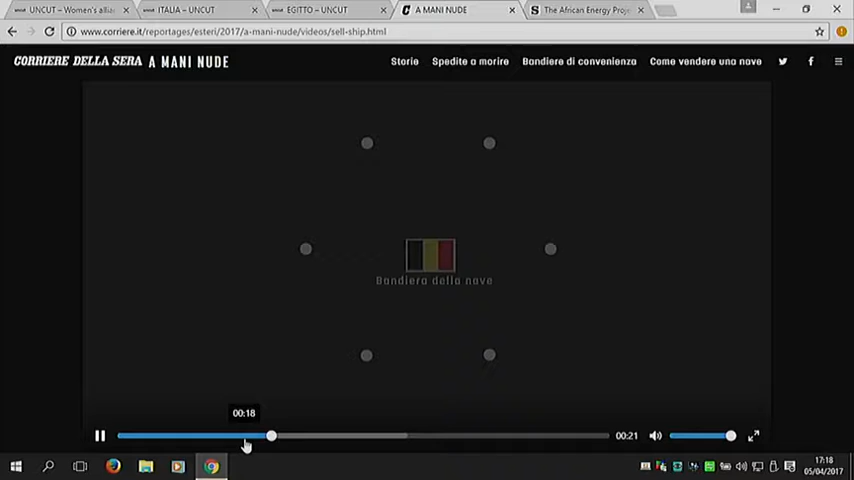 UNCUT – Women's allia
ITALIA – UNCUT
EGITTO – UNCUT
A MANI NUDE
The African Energy Proje
www.corriere.it/reportages/esteri/2017/a-mani-nude/videos/sell-ship.html
CORRIERE DELLA SERA A MANI NUDE
Storie
Spedite a morire
Bandiere di convenienza
Come vendere una nave
Bandiera della nave
00:18
00:21
17:18
05/04/2017